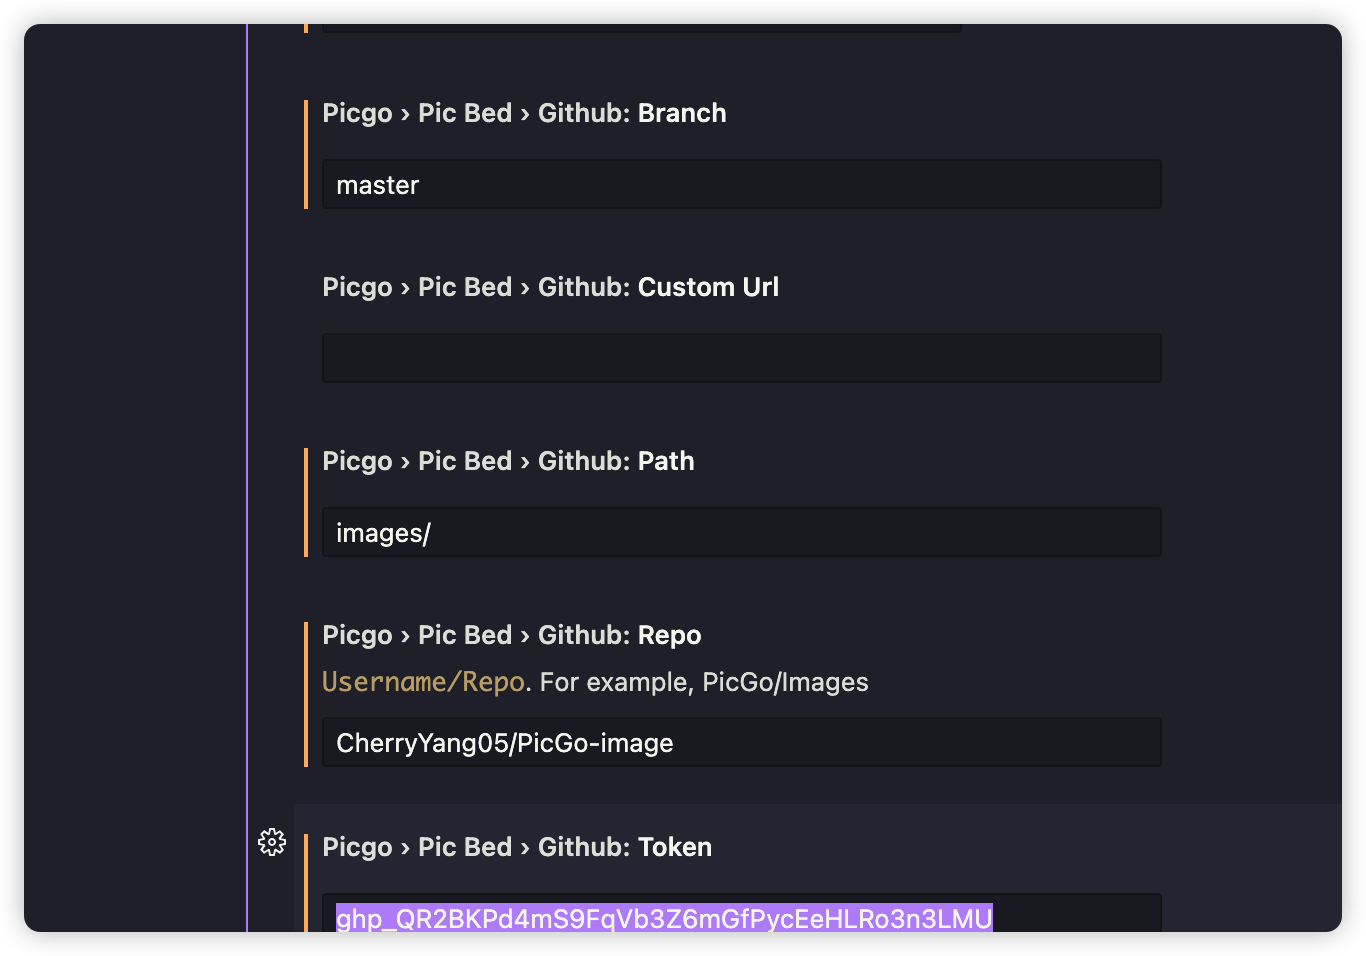 Picgo › Pic Bed › Github: Branch
master
Picgo › Pic Bed › Github: Custom Url
Picgo › Pic Bed › Github: Path
images/
Picgo › Pic Bed › Github: Repo
Username/Repo. For example, PicGo/Images
CherryYang05/PicGo-image
Picgo › Pic Bed › Github: Token
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